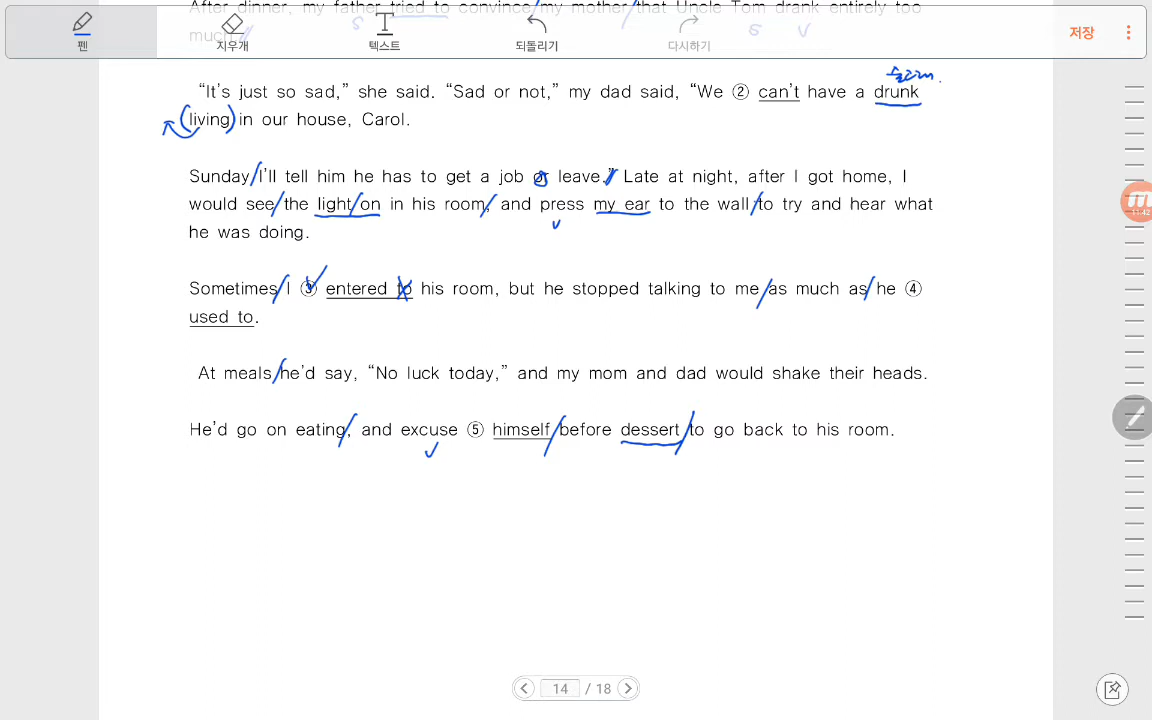 After dinner, my father tried to convince my mother that Uncle Tom drank entirely too
much
펜
지우개
텍스트
되돌리기
다시하기
저장
S
S V
"It's just so sad," she said. "Sad or not," my dad said, "We ② can't have a drunk
living in our house, Carol.
11:42
Sunday I'll tell him he has to get a job or leave." Late at night, after I got home, I
would see the light on in his room, and press my ear to the wall to try and hear what
he was doing.
Sometimes I ③ entered to his room, but he stopped talking to me as much as he ④
used to.
At meals he'd say, "No luck today," and my mom and dad would shake their heads.
He'd go on eating, and excuse ⑤ himself before dessert to go back to his room.
14 / 18